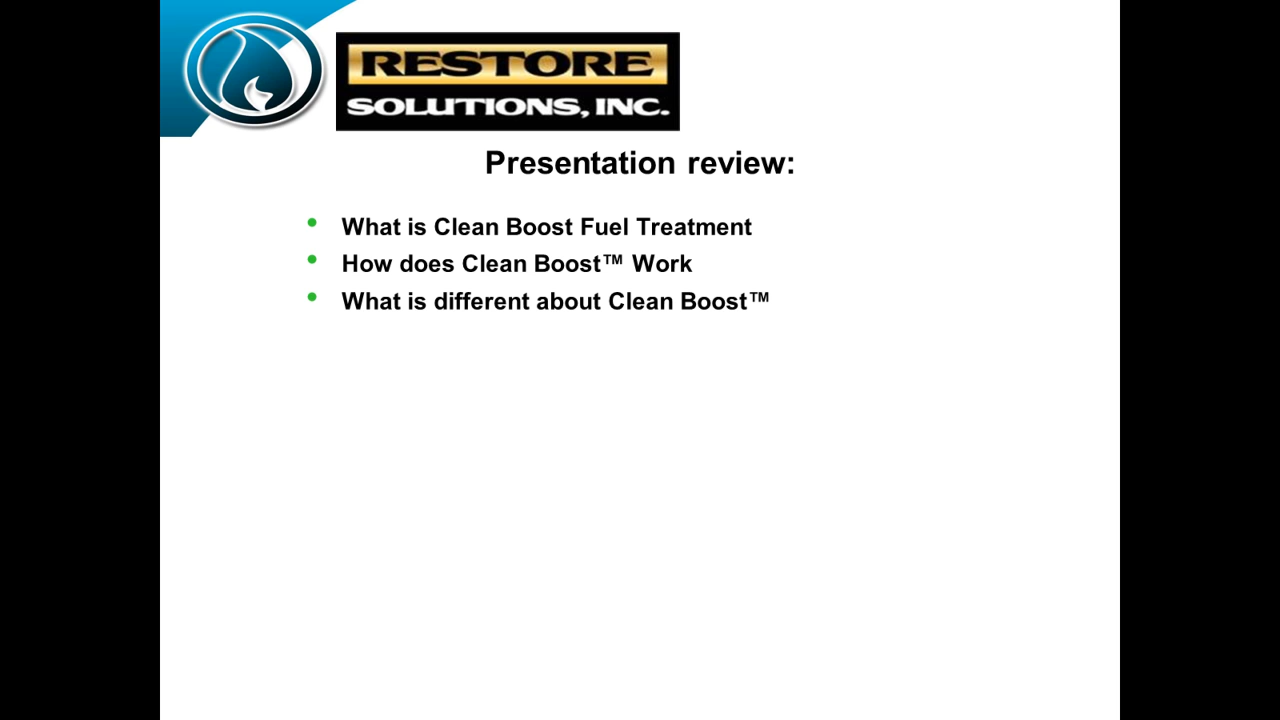 RESTORE
SOLUTIONS, INC.
Presentation review:
• What is Clean Boost Fuel Treatment
• How does Clean Boost™ Work
• What is different about Clean Boost™